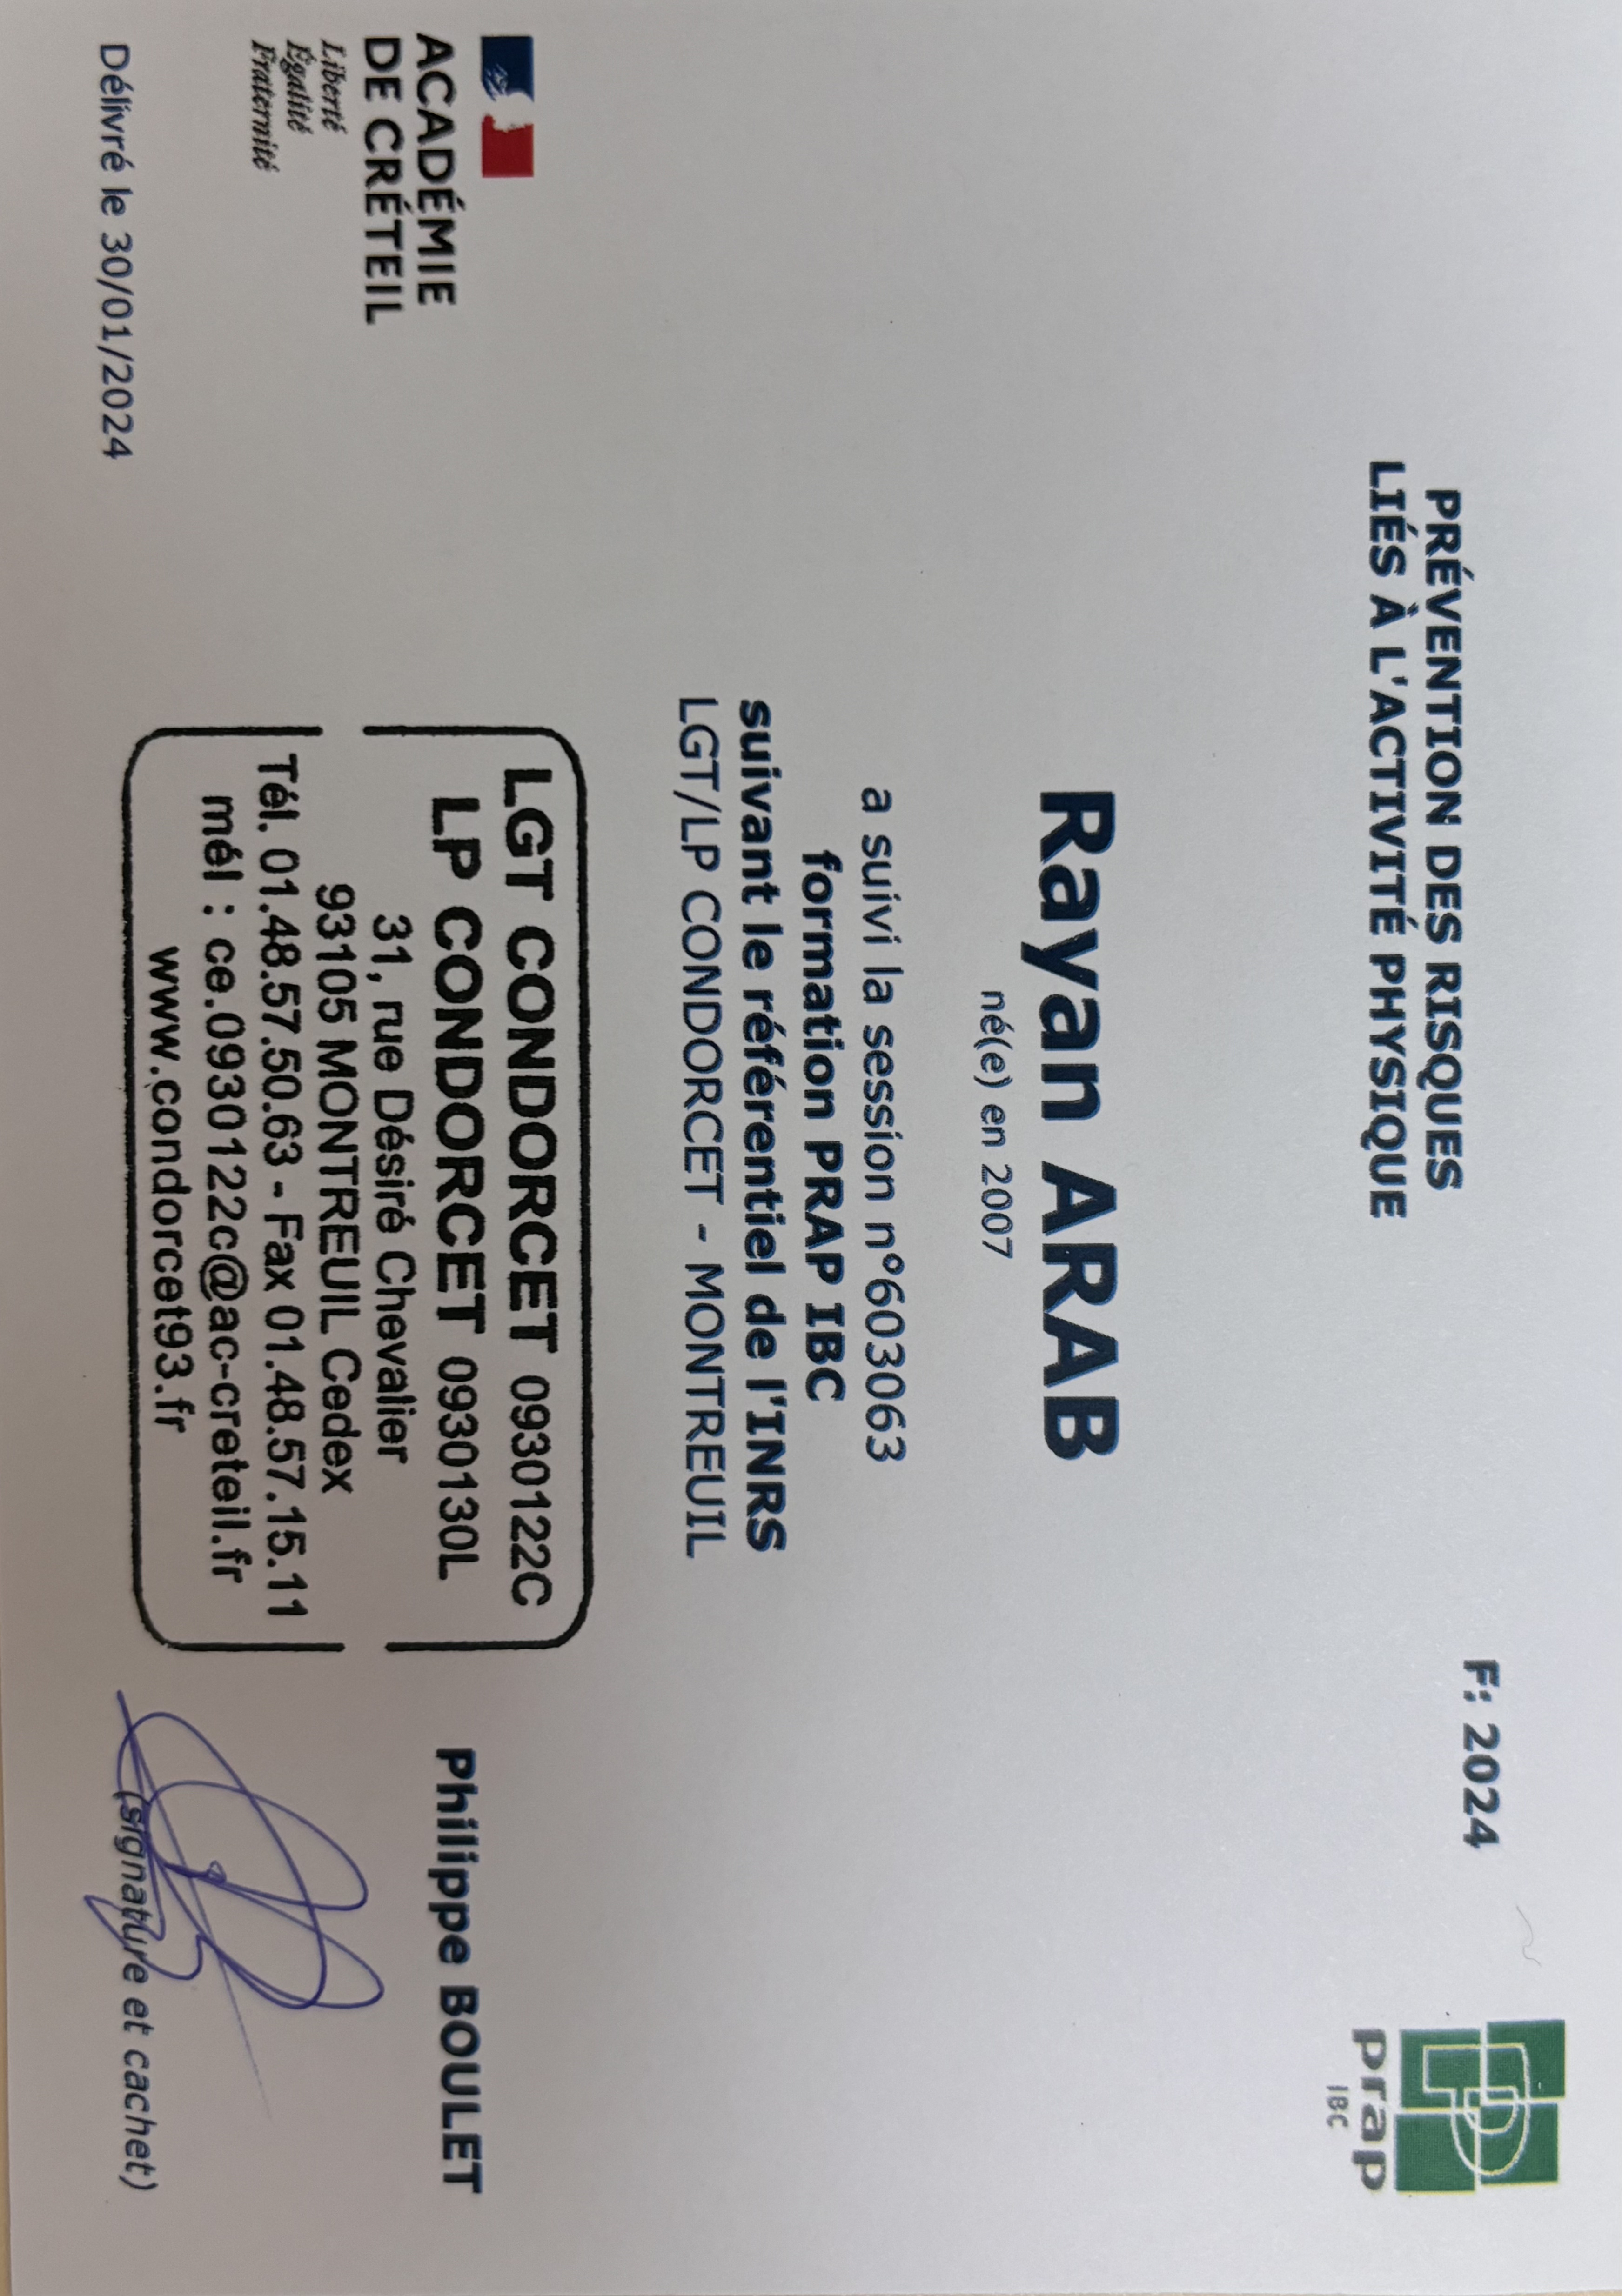 F: 2024
prap
IBC
PRÉVENTION DES RISQUES
LIÉS À L'ACTIVITÉ PHYSIQUE
Rayan ARAB
né(e) en 2007
a suivi la session n°6033063
formation PRAP IBC
suivant le référentiel de l'INRS
LGT/LP CONDORCET - MONTREUIL
ACADÉMIE
DE CRÉTEIL
Liberté
Égalité
Fraternité
Délivré le 30/01/2024
LGT CONDORCET 0930122C
LP CONDORCET 0930130L
31, rue Désiré Chevalier
93105 MONTREUIL Cedex
Tél. 01.48.57.50.63 - Fax 01.48.57.15.11
mél : ce.0930122c@ac-creteil.fr
www.condorcet93.fr
Philippe BOULET
(signature et cachet)